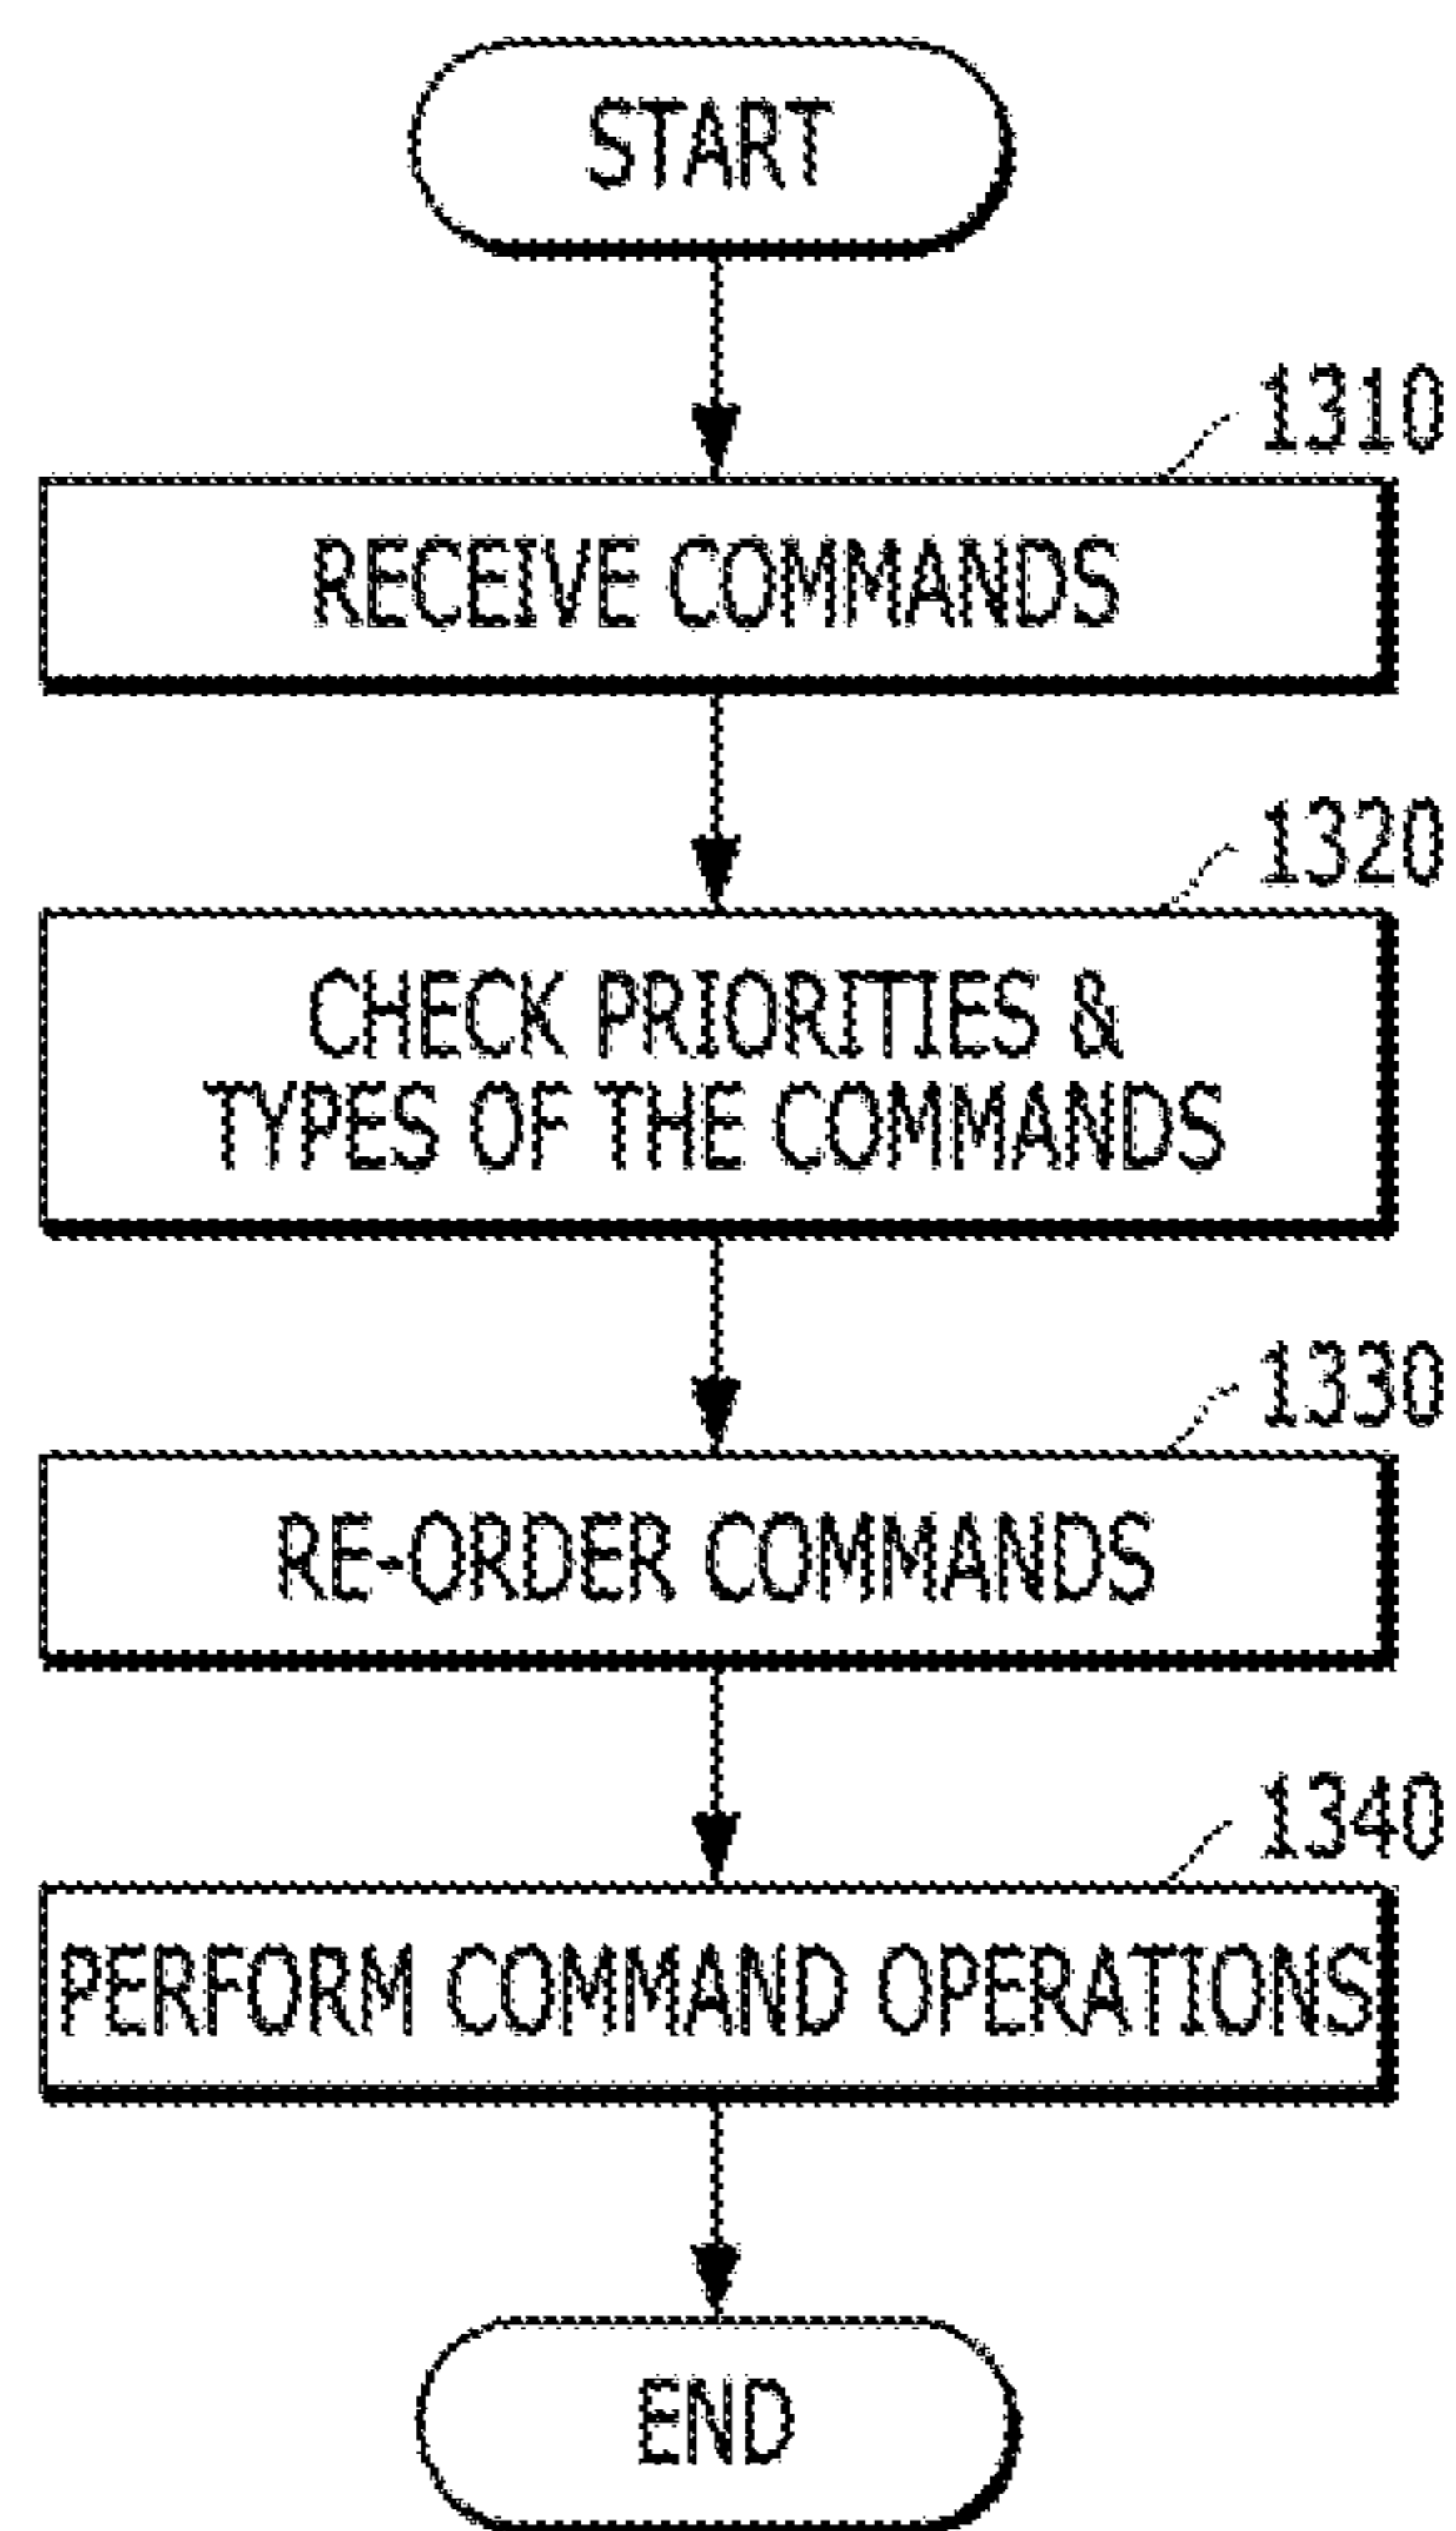 START
1310
RECEIVE COMMANDS
1320
CHECK PRIORITIES &
TYPES OF THE COMMANDS
1330
RE-ORDER COMMANDS
1340
PERFORM COMMAND OPERATIONS
END